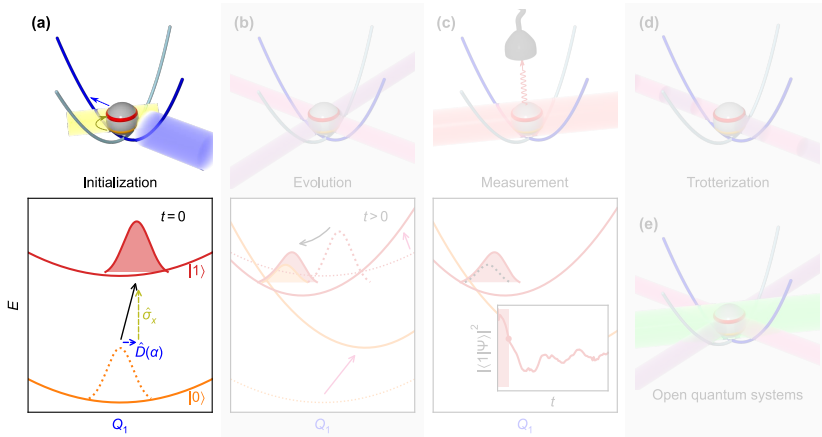 (a)
(b)
(c)
(d)
Initialization
Evolution
Measurement
Trotterization
t = 0
t > 0
(e)
|1⟩
E
σ̂ₓ
D̂(α)
|⟨1|Ψ⟩|²
|0⟩
t
Open quantum systems
Q₁
Q₁
Q₁